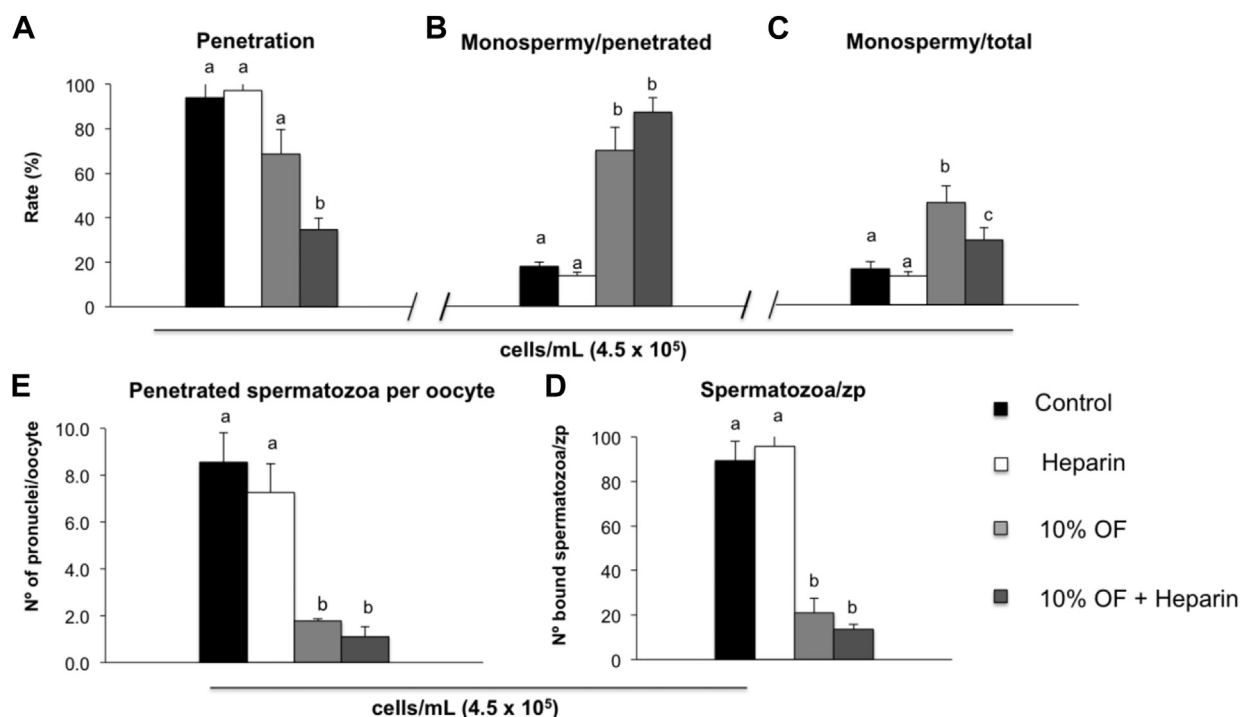 A
Penetration
B
Monospermy/penetrated
C
Monospermy/total
Rate (%)
100
80
60
40
20
0
a
a
a
b
a
a
b
b
a
a
b
c
cells/mL (4.5 x 10⁵)
E
Penetrated spermatozoa per oocyte
Nº of pronuclei/oocyte
10.0
8.0
6.0
4.0
2.0
0.0
a
a
b
b
D
Spermatozoa/zp
Nº bound spermatozoa/zp
100
80
60
40
20
0
a
a
b
b
cells/mL (4.5 x 10⁵)
Control
Heparin
10% OF
10% OF + Heparin